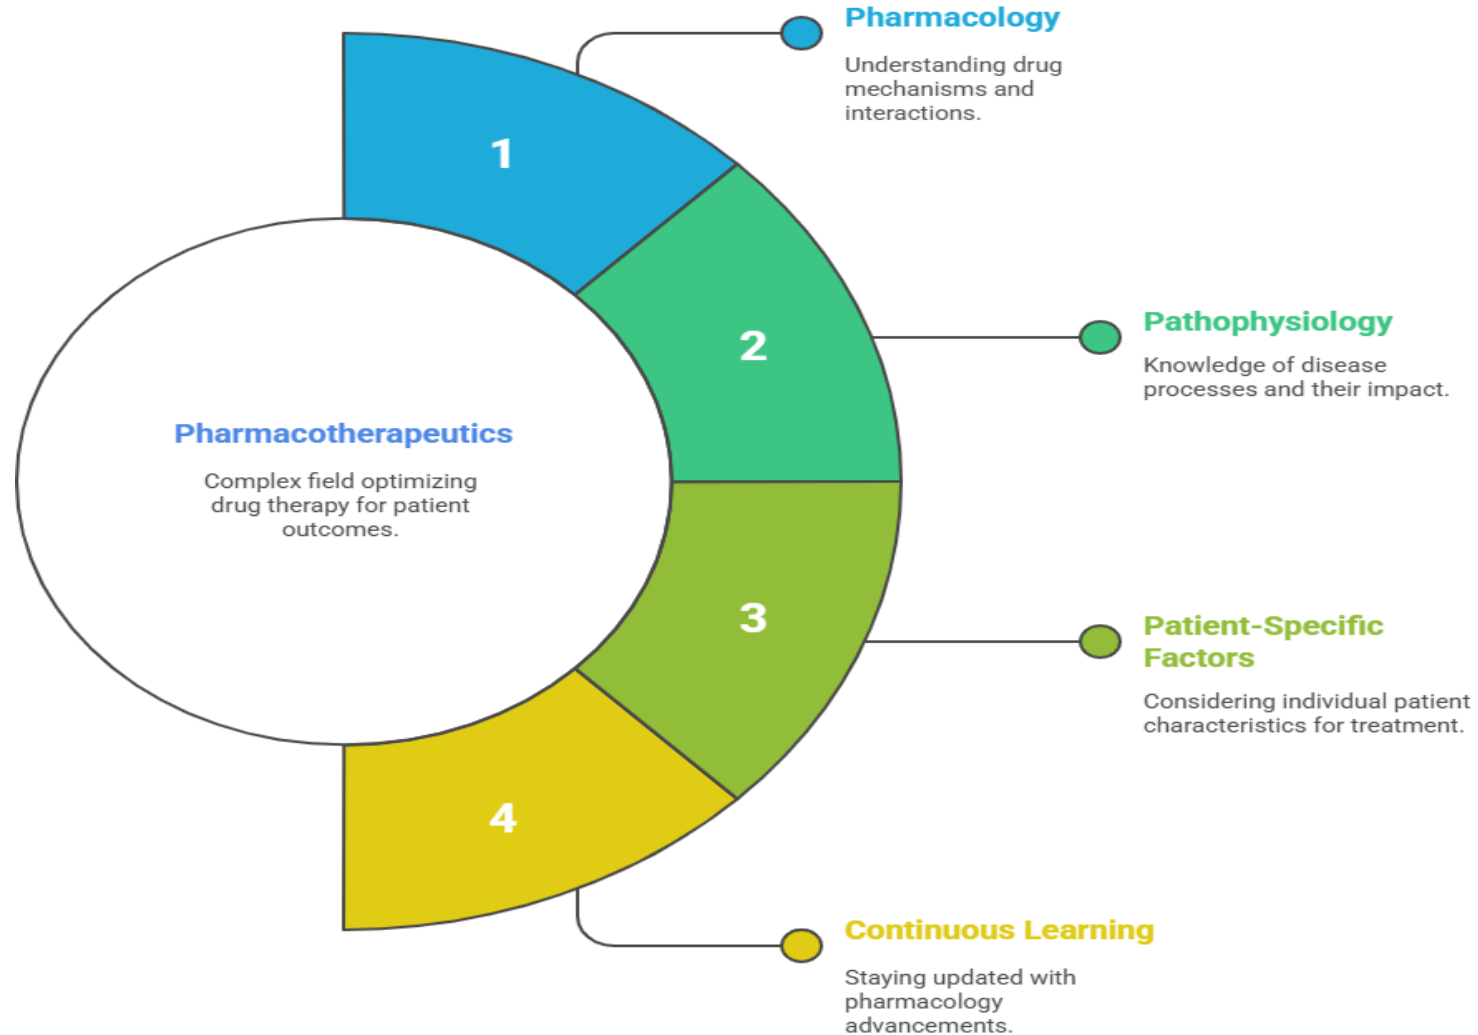 Pharmacology
Understanding drug
mechanisms and
interactions.
1
2
Pathophysiology
Knowledge of disease
processes and their impact.
Pharmacotherapeutics
Complex field optimizing
drug therapy for patient
outcomes.
3
Patient-Specific
Factors
Considering individual patient
characteristics for treatment.
4
Continuous Learning
Staying updated with
pharmacology
advancements.